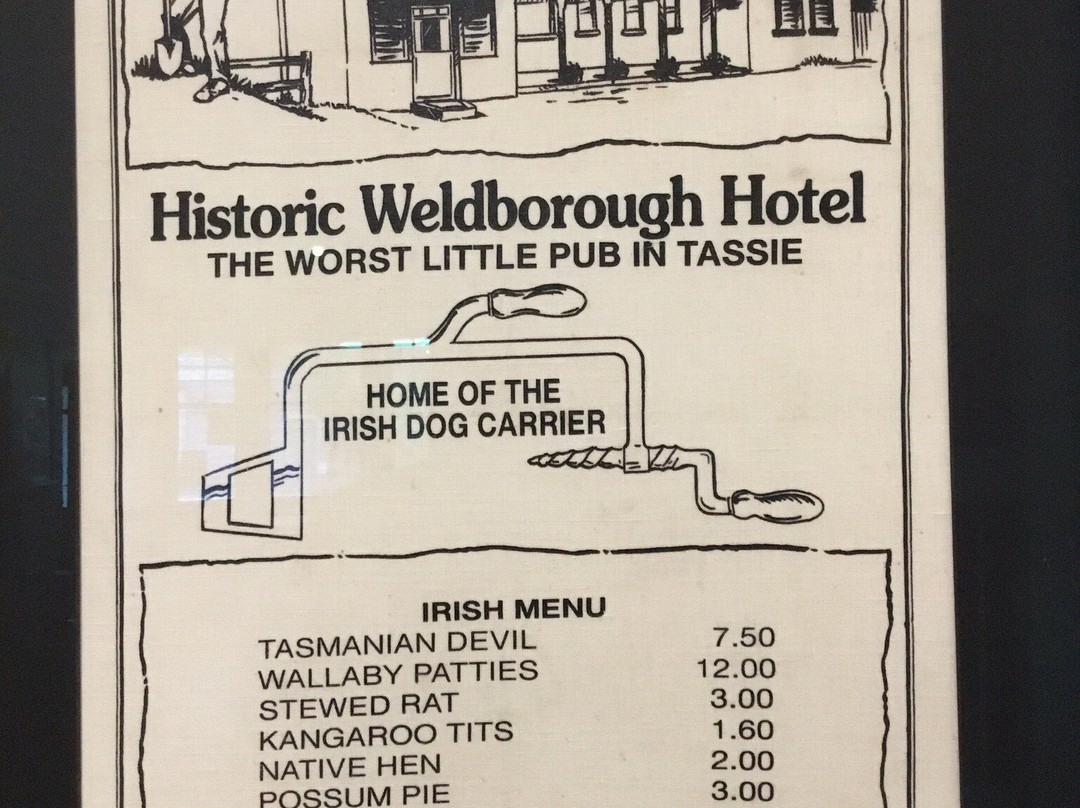 Historic Weldborough Hotel
THE WORST LITTLE PUB IN TASSIE
HOME OF THE
IRISH DOG CARRIER
IRISH MENU
TASMANIAN DEVIL 7.50
WALLABY PATTIES 12.00
STEWED RAT 3.00
KANGAROO TITS 1.60
NATIVE HEN 2.00
POSSUM PIE 3.00